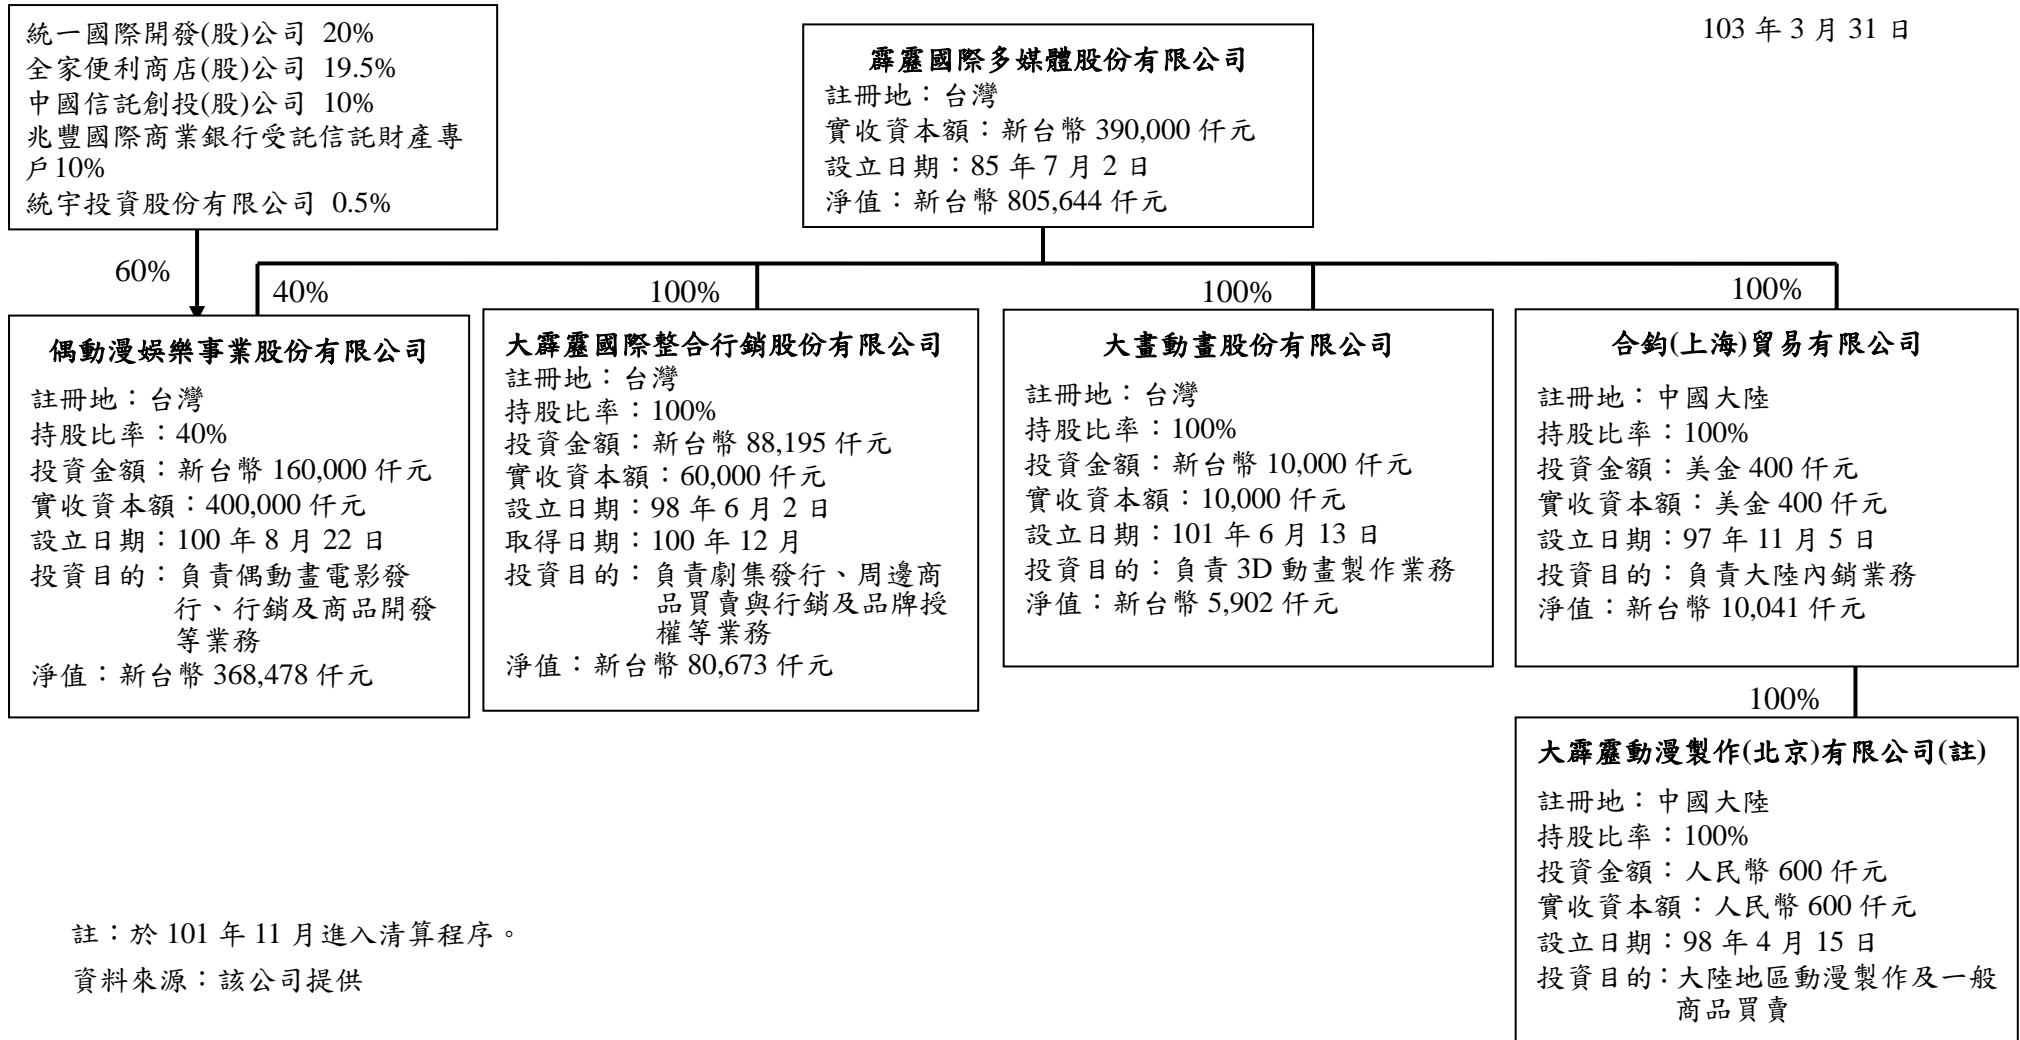 103 年 3 月 31 日
統一國際開發(股)公司 20%
全家便利商店(股)公司 19.5%
中國信託創投(股)公司 10%
兆豐國際商業銀行受託信託財產專
戶10%
統宇投資股份有限公司 0.5%
霹靂國際多媒體股份有限公司
註冊地：台灣
實收資本額：新台幣 390,000 仟元
設立日期：85 年 7 月 2 日
淨值：新台幣 805,644 仟元
60%
40%
100%
100%
100%
偶動漫娛樂事業股份有限公司
註冊地：台灣
持股比率：40%
投資金額：新台幣 160,000 仟元
實收資本額：400,000 仟元
設立日期：100 年 8 月 22 日
投資目的：負責偶動畫電影發
行、行銷及商品開發
等業務
淨值：新台幣 368,478 仟元
大霹靂國際整合行銷股份有限公司
註冊地：台灣
持股比率：100%
投資金額：新台幣 88,195 仟元
實收資本額：60,000 仟元
設立日期：98 年 6 月 2 日
取得日期：100 年 12 月
投資目的：負責劇集發行、周邊商
品買賣與行銷及品牌授
權等業務
淨值：新台幣 80,673 仟元
大畫動畫股份有限公司
註冊地：台灣
持股比率：100%
投資金額：新台幣 10,000 仟元
實收資本額：10,000 仟元
設立日期：101 年 6 月 13 日
投資目的：負責 3D 動畫製作業務
淨值：新台幣 5,902 仟元
合鈞(上海)貿易有限公司
註冊地：中國大陸
持股比率：100%
投資金額：美金 400 仟元
實收資本額：美金 400 仟元
設立日期：97 年 11 月 5 日
投資目的：負責大陸內銷業務
淨值：新台幣 10,041 仟元
100%
大霹靂動漫製作(北京)有限公司(註)
註冊地：中國大陸
持股比率：100%
投資金額：人民幣 600 仟元
實收資本額：人民幣 600 仟元
設立日期：98 年 4 月 15 日
投資目的：大陸地區動漫製作及一般
商品買賣
註：於 101 年 11 月進入清算程序。
資料來源：該公司提供